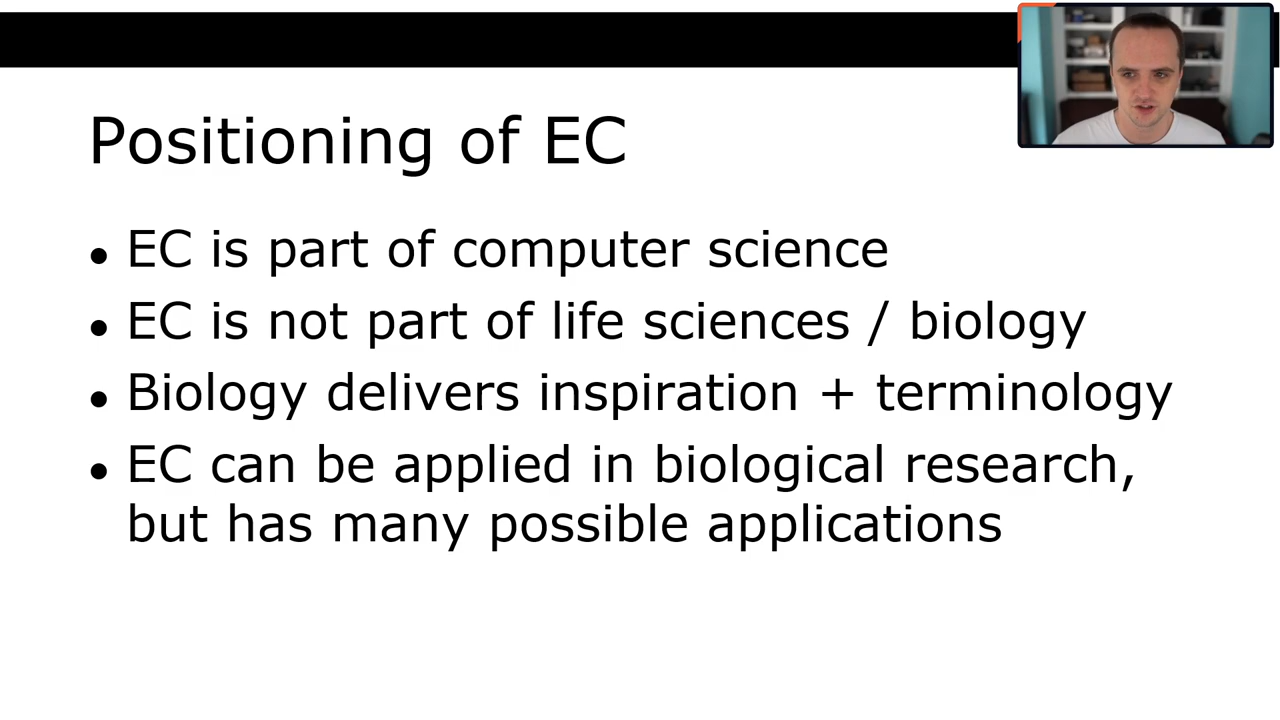 Positioning of EC
• EC is part of computer science
• EC is not part of life sciences / biology
• Biology delivers inspiration + terminology
• EC can be applied in biological research,
but has many possible applications